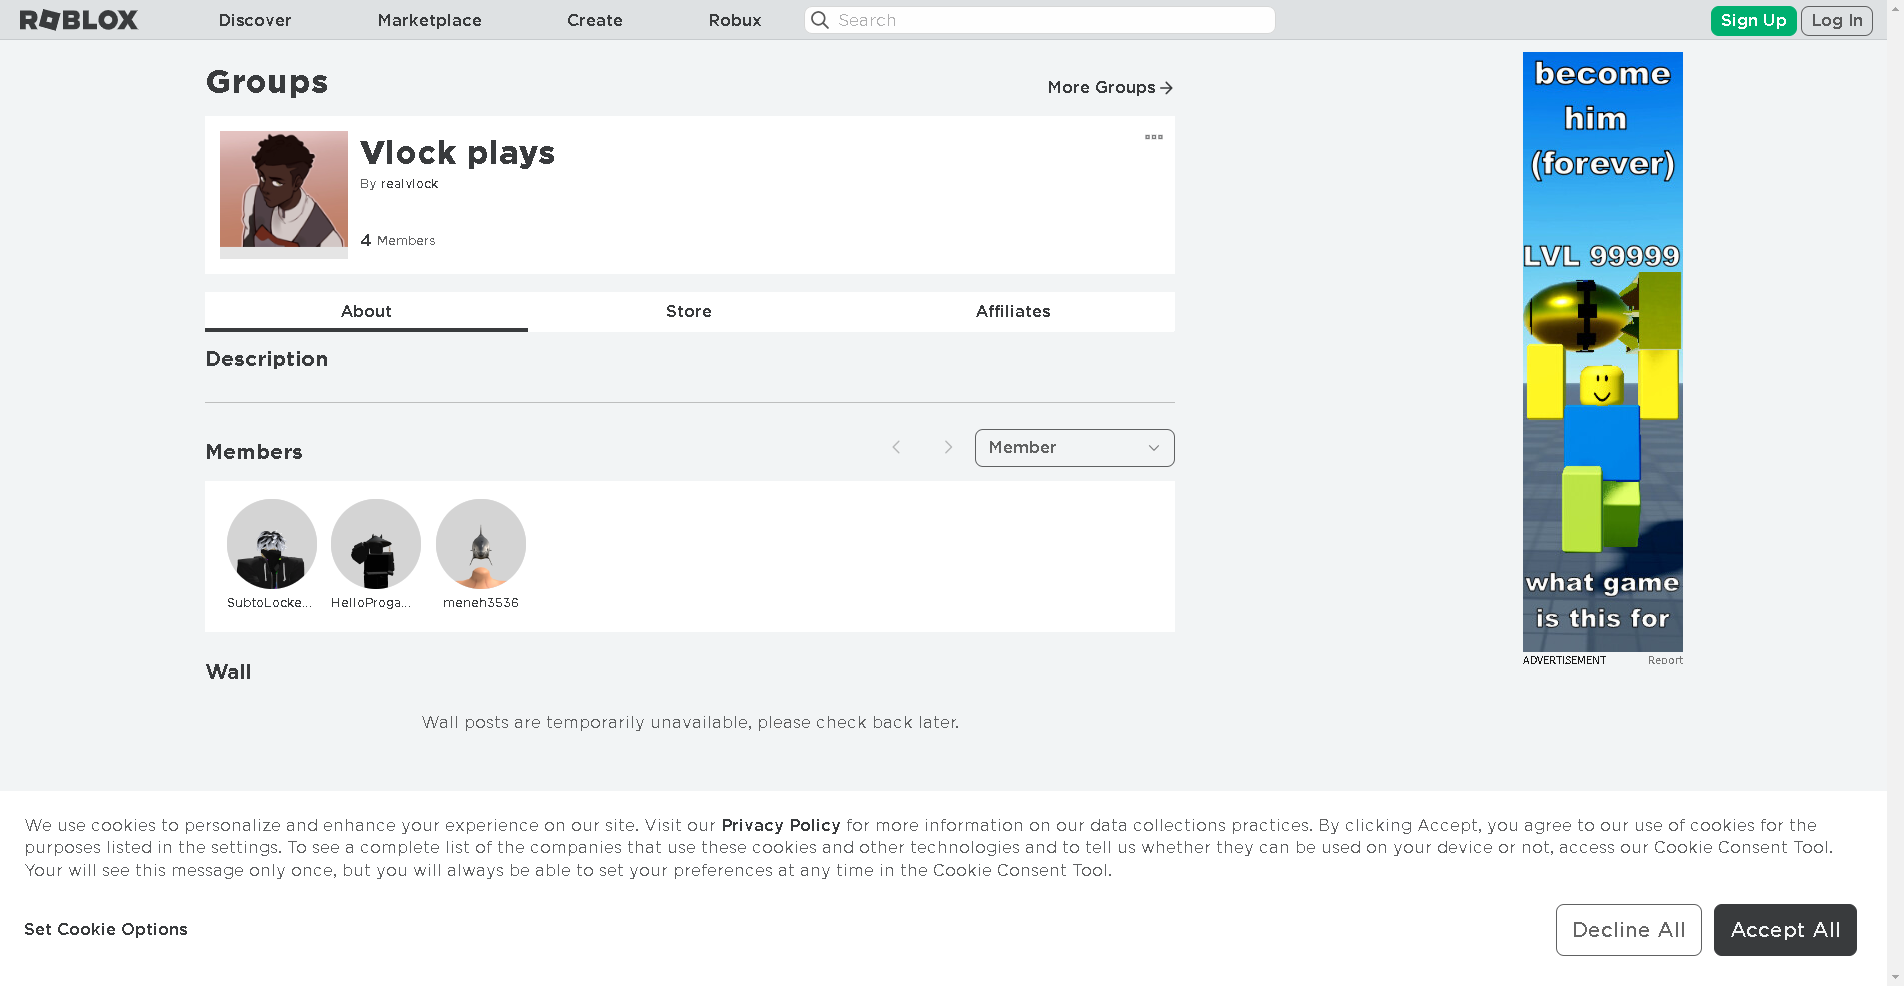 ROBLOX Discover Marketplace Create Robux Search Sign Up Log In
Groups
More Groups
Vlock plays
By realvlock
4 Members
About Store Affiliates
Description
Members
Member
SubtoLocke... HelloProga... meneh3536
Wall
Wall posts are temporarily unavailable, please check back later.
become
him
(forever)
LVL 99999
what game
is this for
ADVERTISEMENT Report
We use cookies to personalize and enhance your experience on our site. Visit our Privacy Policy for more information on our data collections practices. By clicking Accept, you agree to our use of cookies for the
purposes listed in the settings. To see a complete list of the companies that use these cookies and other technologies and to tell us whether they can be used on your device or not, access our Cookie Consent Tool.
Your will see this message only once, but you will always be able to set your preferences at any time in the Cookie Consent Tool.
Set Cookie Options
Decline All
Accept All